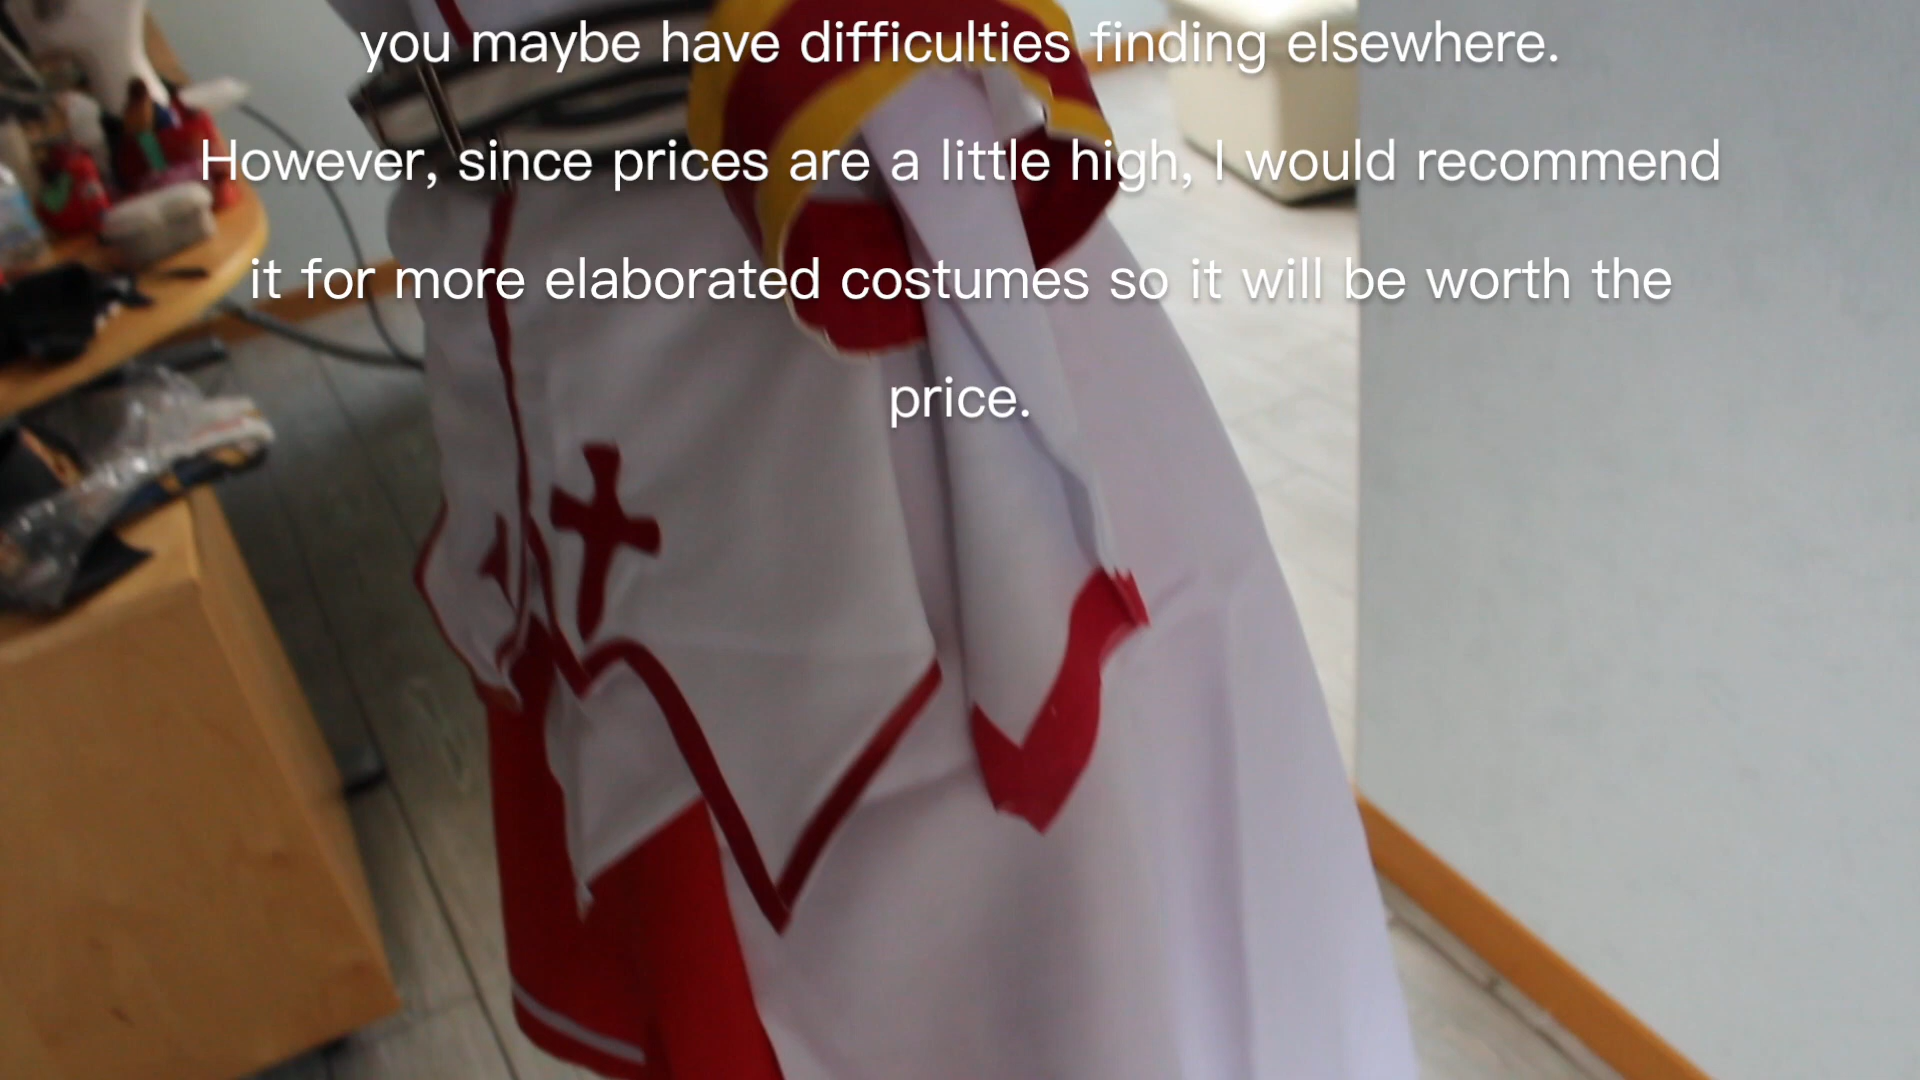 you maybe have difficulties finding elsewhere.
However, since prices are a little high, I would recommend
it for more elaborated costumes so it will be worth the
price.